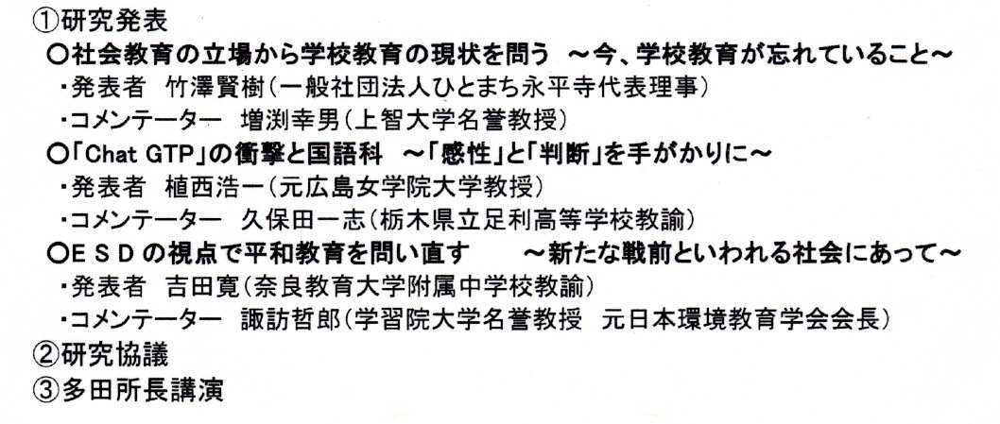 ①研究発表
○社会教育の立場から学校教育の現状を問う ～今、学校教育が忘れていること～
・発表者 竹澤賢樹(一般社団法人ひとまち永平寺代表理事)
・コメンテーター 増渕幸男(上智大学名誉教授)
○「Chat GTP」の衝撃と国語科 ～「感性」と「判断」を手がかりに～
・発表者 植西浩一(元広島女学院大学教授)
・コメンテーター 久保田一志(栃木県立足利高等学校教諭)
○ＥＳＤの視点で平和教育を問い直す ～新たな戦前といわれる社会にあって～
・発表者 吉田寛(奈良教育大学附属中学校教諭)
・コメンテーター 諏訪哲郎(学習院大学名誉教授 元日本環境教育学会会長)
②研究協議
③多田所長講演